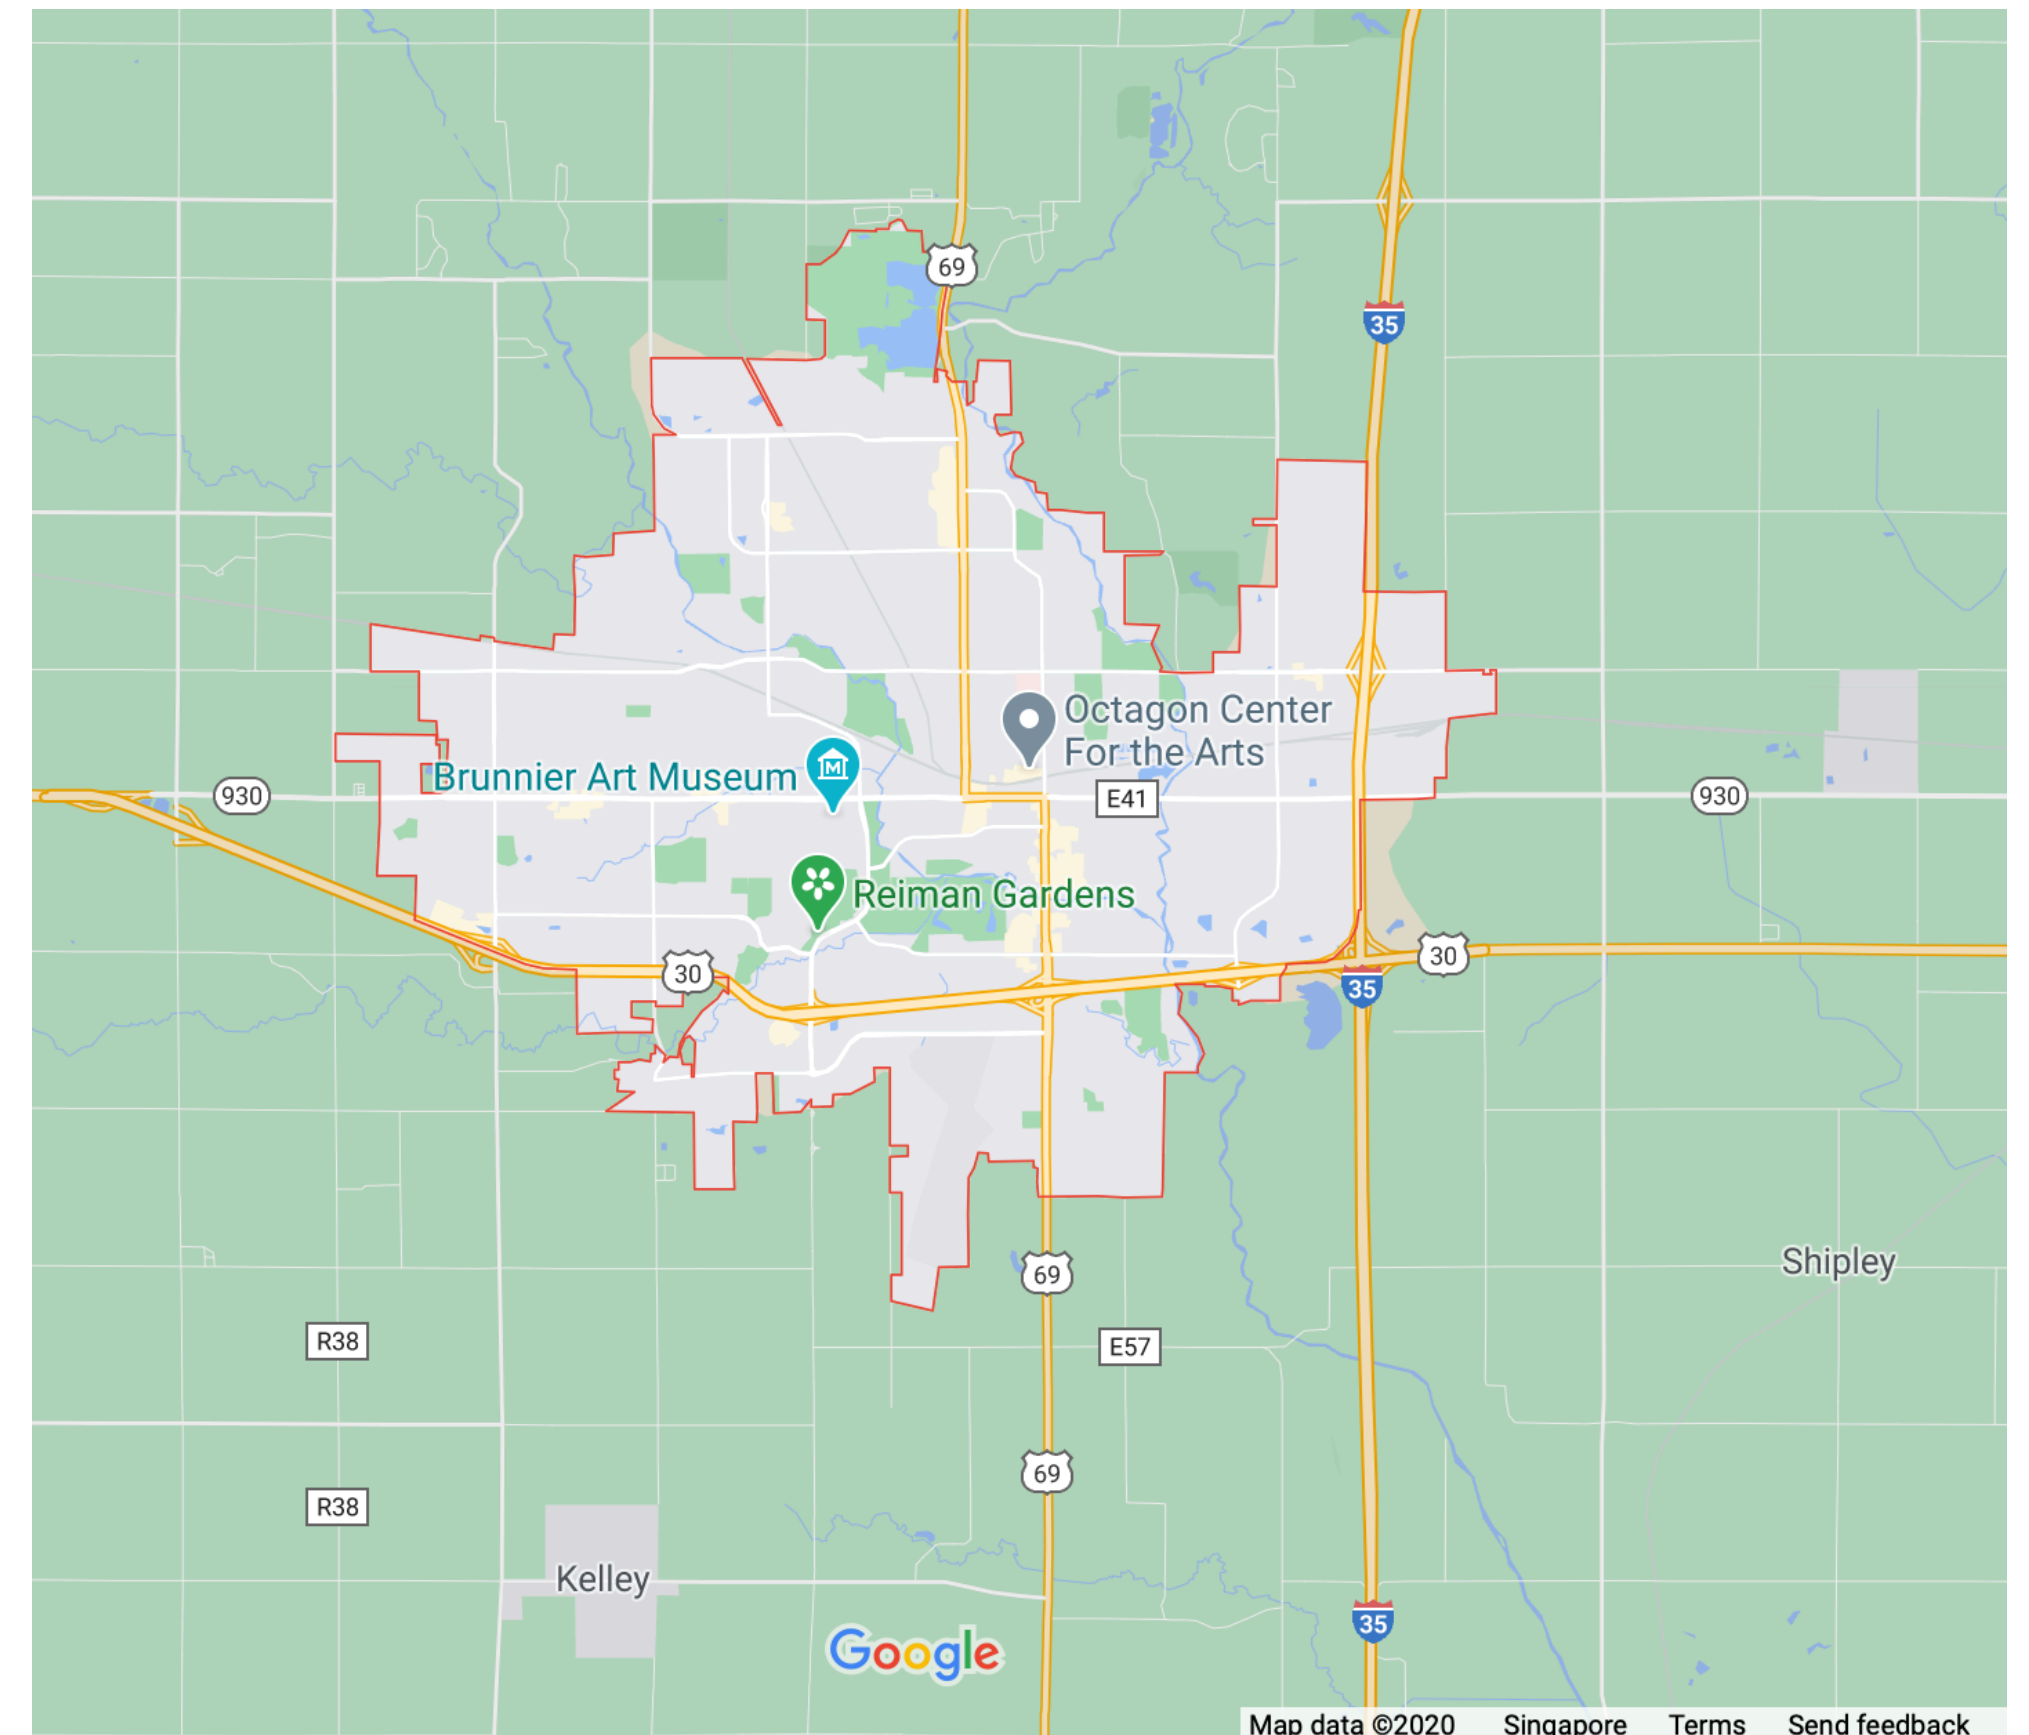 69
35
Octagon Center
For the Arts
Brunnier Art Museum
930
E41
930
Reiman Gardens
30
30
35
Shipley
69
R38
E57
69
R38
Kelley
35
Google
Map data ©2020 Singapore Terms Send feedback